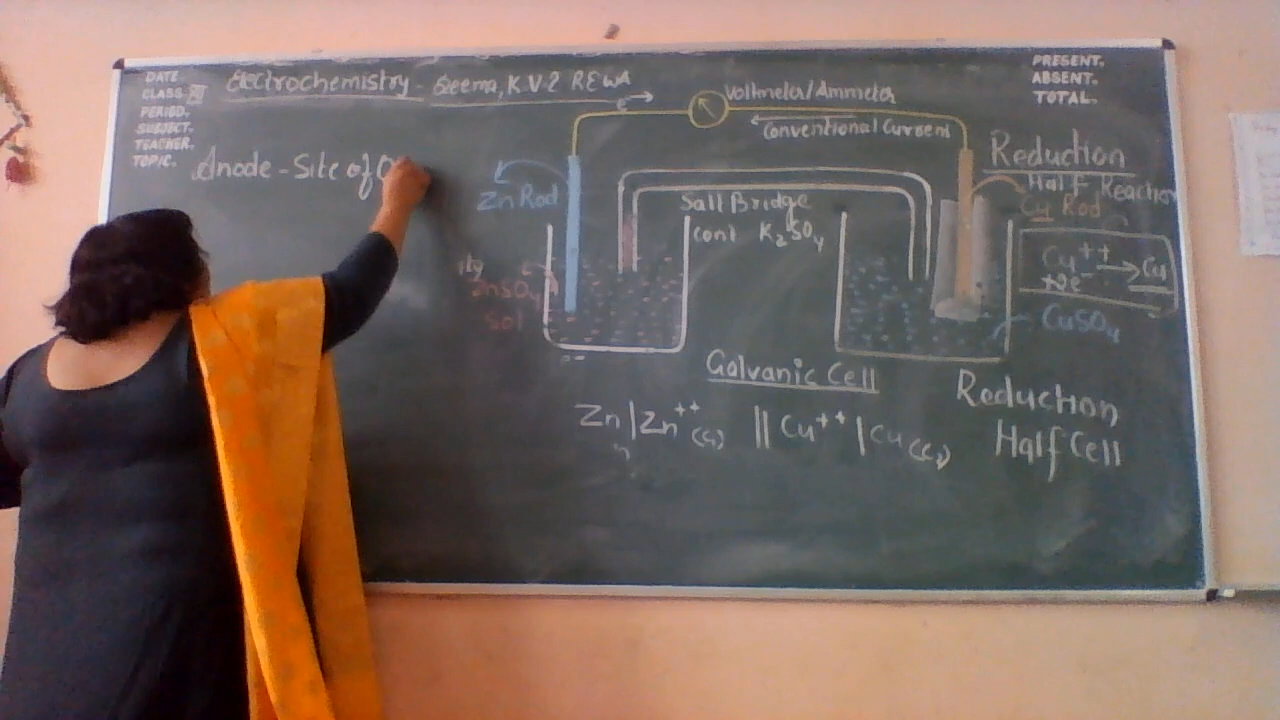 DATE.
CLASS.
PERIOD.
SUBJECT.
TEACHER.
TOPIC.
Electrochemistry - Seema, K.V-2 REWA
PRESENT.
ABSENT.
TOTAL.
e⁻ →
Voltmeter/Ammeter
Conventional Current
Anode - Site of O
Zn Rod
Salt Bridge
cont K₂SO₄
Reduction
Half Reaction
Cu Rod
Cu⁺⁺ → Cu
+2e⁻
ZnSO₄
Sol
CuSO₄
Galvanic Cell
Zn | Zn⁺⁺ || Cu⁺⁺ | Cu
Reduction
Half Cell